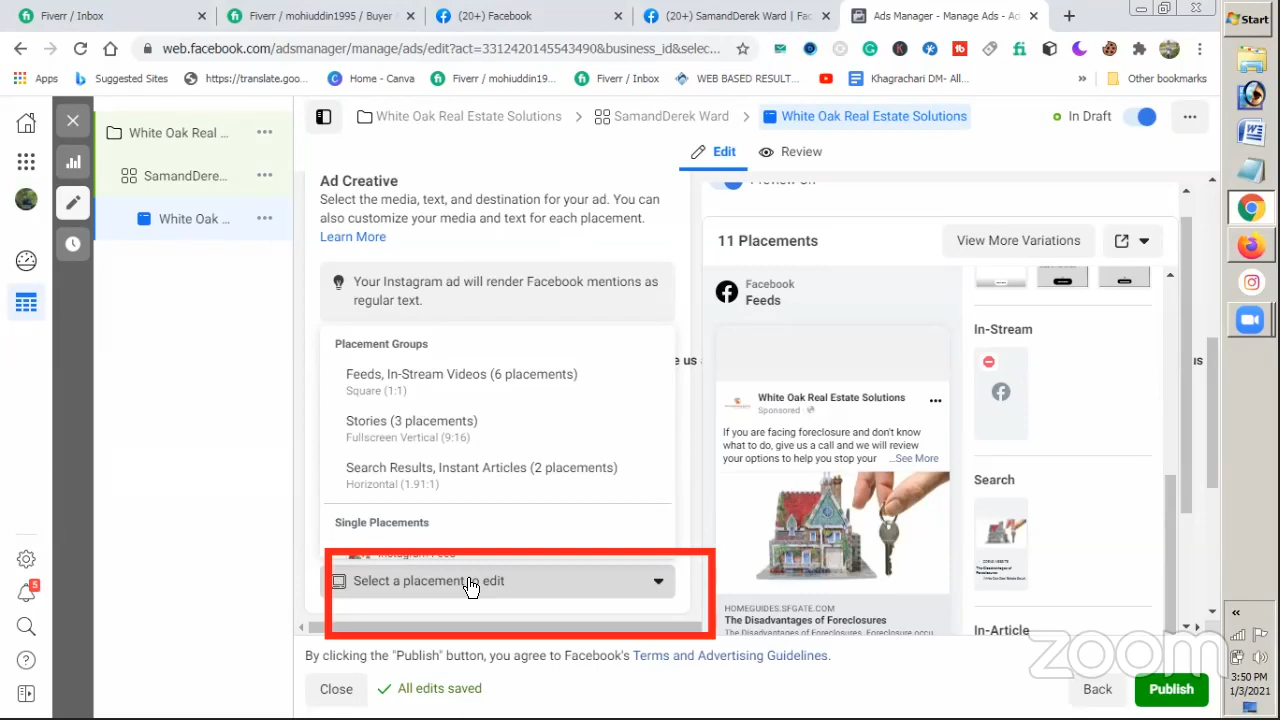 Fiverr / Inbox
Fiverr / mohiuddin1995 / Buyer
(20+) Facebook
(20+) SamandDerek Ward | Fac
Ads Manager - Manage Ads - Ad
Start
web.facebook.com/adsmanager/manage/ads/edit?act=3312420145543490&business_id&selec...
Apps
Suggested Sites
https://translate.goo...
Home - Canva
Fiverr / mohiuddin19...
Fiverr / Inbox
WEB BASED RESULT...
Khagrachari DM- All...
»
Other bookmarks
White Oak Real ...
SamandDere...
White Oak ...
White Oak Real Estate Solutions
SamandDerek Ward
White Oak Real Estate Solutions
In Draft
Edit
Review
Ad Creative
Select the media, text, and destination for your ad. You can
also customize your media and text for each placement.
Learn More
Your Instagram ad will render Facebook mentions as
regular text.
Placement Groups
Feeds, In-Stream Videos (6 placements)
Square (1:1)
Stories (3 placements)
Fullscreen Vertical (9:16)
Search Results, Instant Articles (2 placements)
Horizontal (1.91:1)
Single Placements
Instagram Feed
Select a placement to edit
e us
us
Preview On
11 Placements
View More Variations
Facebook
Feeds
White Oak Real Estate Solutions
Sponsored
If you are facing foreclosure and don't know
what to do, give us a call and we will review
your options to help you stop your ...See More
HOMEGUIDES.SFGATE.COM
The Disadvantages of Foreclosures
The Disadvantages of Foreclosures. Foreclosure occu
In-Stream
Search
In-Article
By clicking the "Publish" button, you agree to Facebook's Terms and Advertising Guidelines.
Close
All edits saved
Back
Publish
5
zoom
«
3:50 PM
1/3/2021